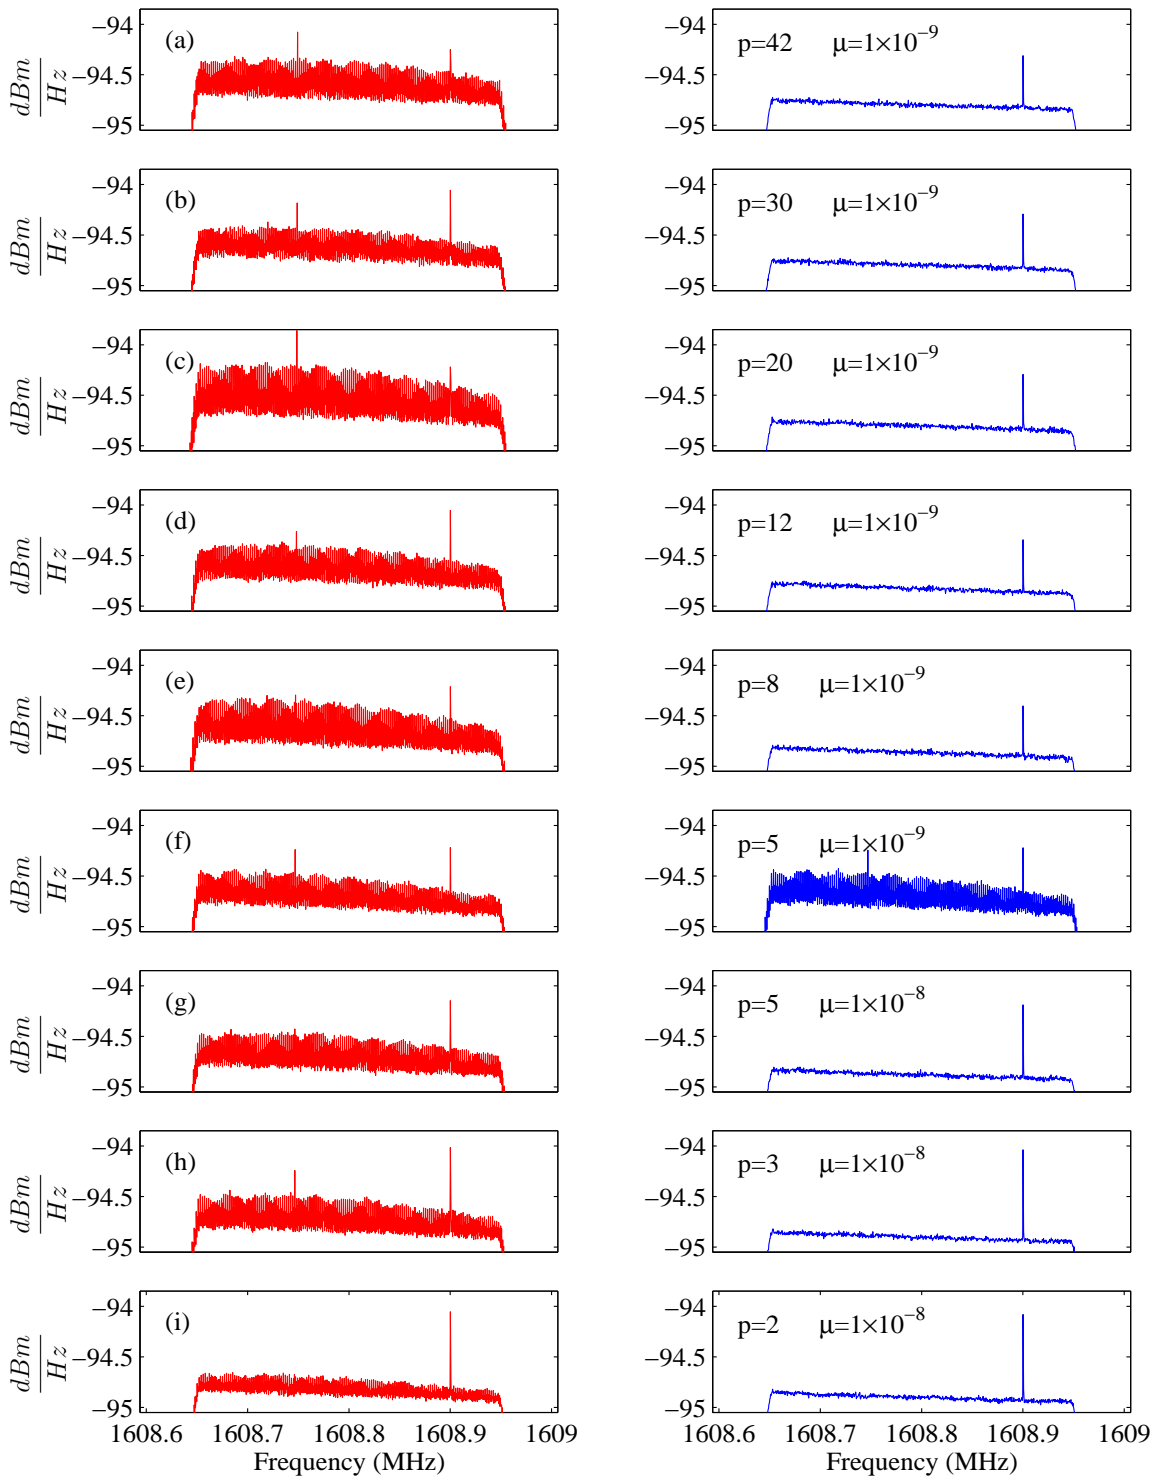 −94
(a)
p=42 μ=1×10⁻⁹
dBm
Hz
−94.5
−94.5
−95
−95
−94
−94
(b)
p=30 μ=1×10⁻⁹
dBm
Hz
−94.5
−94.5
−95
−95
−94
−94
(c)
p=20 μ=1×10⁻⁹
dBm
Hz
−94.5
−94.5
−95
−95
−94
−94
(d)
p=12 μ=1×10⁻⁹
dBm
Hz
−94.5
−94.5
−95
−95
−94
−94
(e)
p=8 μ=1×10⁻⁹
dBm
Hz
−94.5
−94.5
−95
−95
−94
−94
(f)
p=5 μ=1×10⁻⁹
dBm
Hz
−94.5
−94.5
−95
−95
−94
−94
(g)
p=5 μ=1×10⁻⁸
dBm
Hz
−94.5
−94.5
−95
−95
−94
−94
(h)
p=3 μ=1×10⁻⁸
dBm
Hz
−94.5
−94.5
−95
−95
−94
−94
(i)
p=2 μ=1×10⁻⁸
dBm
Hz
−94.5
−94.5
−95
−95
−94
1608.6 1608.7 1608.8 1608.9 1609
1608.6 1608.7 1608.8 1608.9 1609
Frequency (MHz)
Frequency (MHz)